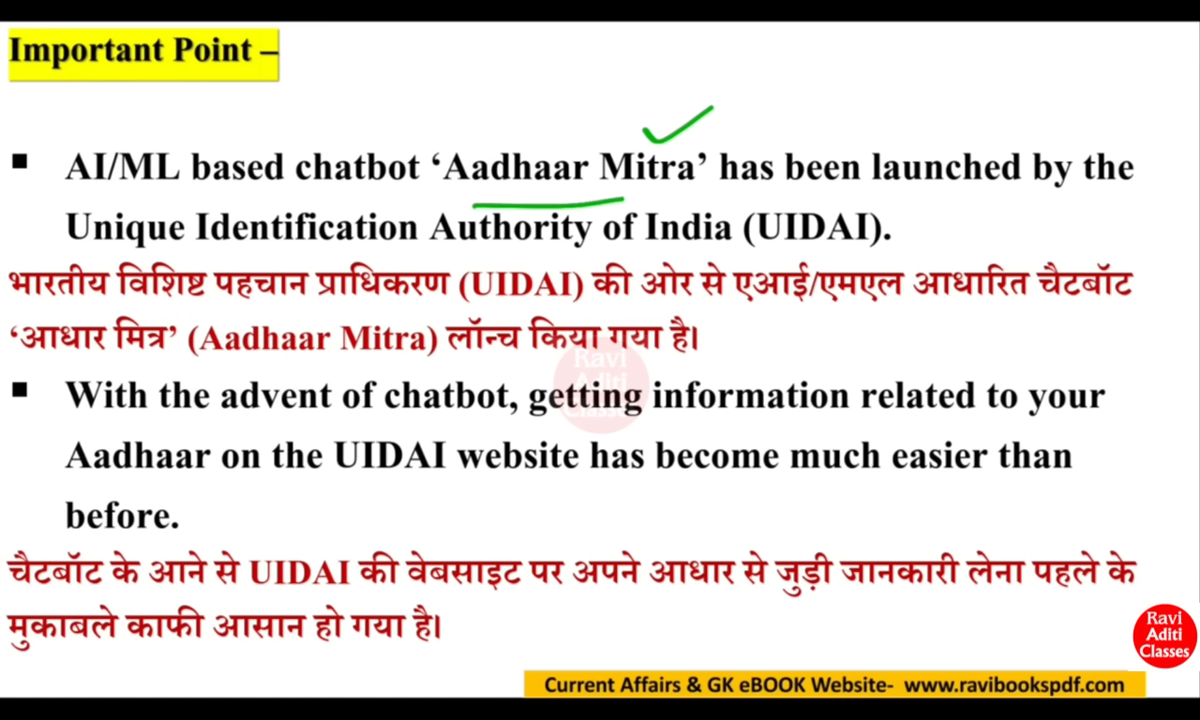 Important Point –
▪ AI/ML based chatbot ‘Aadhaar Mitra’ has been launched by the
Unique Identification Authority of India (UIDAI).
भारतीय विशिष्ट पहचान प्राधिकरण (UIDAI) की ओर से एआई/एमएल आधारित चैटबॉट
‘आधार मित्र’ (Aadhaar Mitra) लॉन्च किया गया है।
Ravi
Aditi
Classes
▪ With the advent of chatbot, getting information related to your
Aadhaar on the UIDAI website has become much easier than
before.
चैटबॉट के आने से UIDAI की वेबसाइट पर अपने आधार से जुड़ी जानकारी लेना पहले के
मुकाबले काफी आसान हो गया है।
Ravi
Aditi
Classes
Current Affairs & GK eBOOK Website- www.ravibookspdf.com